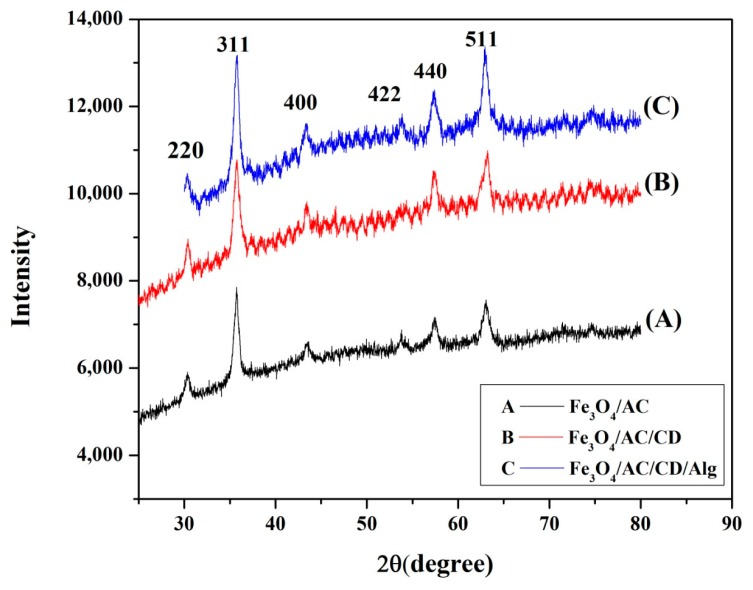 14,000
12,000
10,000
8,000
6,000
4,000
Intensity
220
311
400
422
440
511
(C)
(B)
(A)
A Fe₃O₄/AC
B Fe₃O₄/AC/CD
C Fe₃O₄/AC/CD/Alg
30 40 50 60 70 80 90
2θ(degree)